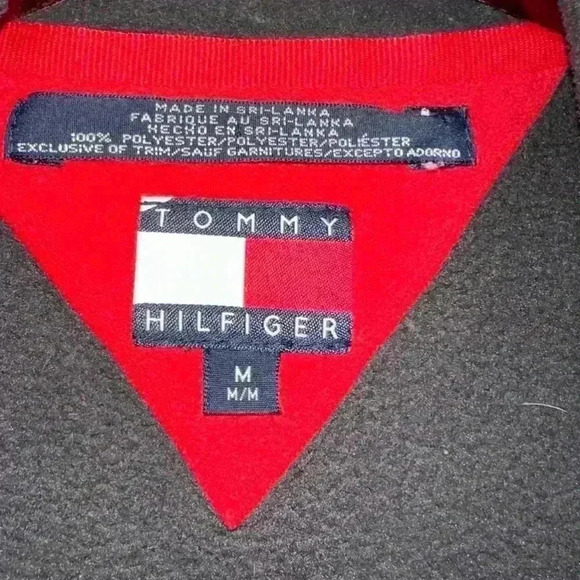 MADE IN SRI-LANKA
FABRIQUE AU SRI-LANKA
HECHO EN SRI-LANKA
100% POLYESTER/POLYESTER/POLIÉSTER
EXCLUSIVE OF TRIM/SAUF GARNITURES/EXCEPTO ADORNO
TOMMY
HILFIGER
M
M/M